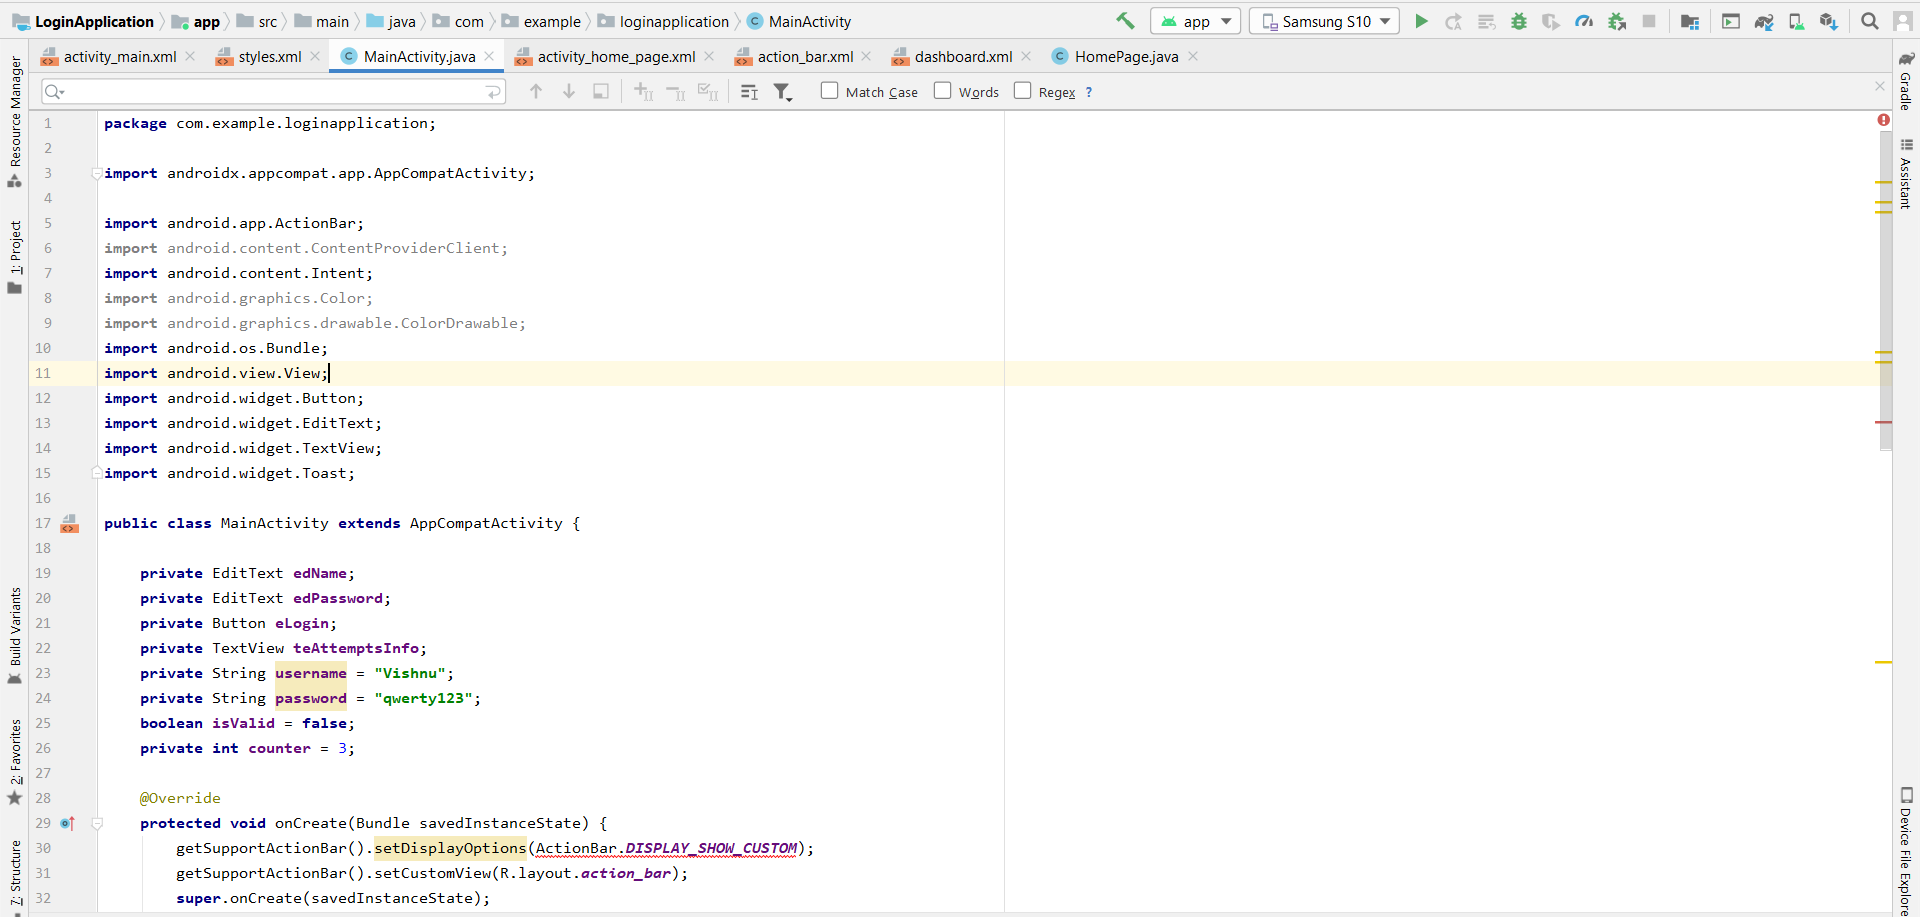 LoginApplication app src main java com example loginapplication MainActivity app Samsung S10
activity_main.xml styles.xml MainActivity.java activity_home_page.xml action_bar.xml dashboard.xml HomePage.java
Match Case Words Regex ?
Resource Manager
1: Project
Build Variants
2: Favorites
7: Structure
1 package com.example.loginapplication;
2
3 import androidx.appcompat.app.AppCompatActivity;
4
5 import android.app.ActionBar;
6 import android.content.ContentProviderClient;
7 import android.content.Intent;
8 import android.graphics.Color;
9 import android.graphics.drawable.ColorDrawable;
10 import android.os.Bundle;
11 import android.view.View;
12 import android.widget.Button;
13 import android.widget.EditText;
14 import android.widget.TextView;
15 import android.widget.Toast;
16
17 public class MainActivity extends AppCompatActivity {
18
19 private EditText edName;
20 private EditText edPassword;
21 private Button eLogin;
22 private TextView teAttemptsInfo;
23 private String username = "Vishnu";
24 private String password = "qwerty123";
25 boolean isValid = false;
26 private int counter = 3;
27
28 @Override
29 protected void onCreate(Bundle savedInstanceState) {
30 getSupportActionBar().setDisplayOptions(ActionBar.DISPLAY_SHOW_CUSTOM);
31 getSupportActionBar().setCustomView(R.layout.action_bar);
32 super.onCreate(savedInstanceState);
Gradle
Assistant
Device File Explore